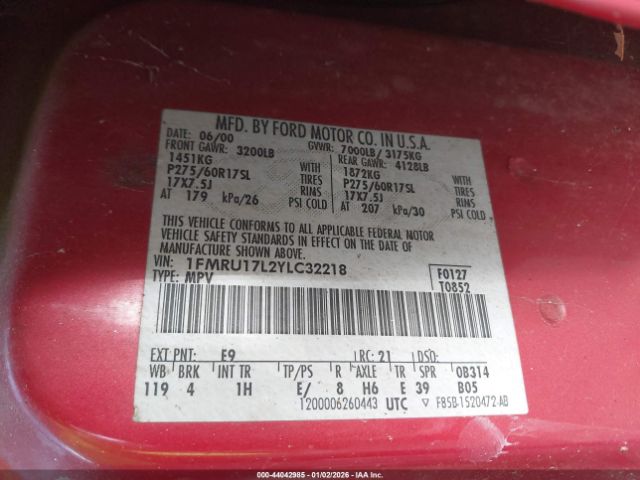 MFD. BY FORD MOTOR CO. IN U.S.A.
DATE: 06/00 GVWR: 7000LB/ 3175KG
FRONT GAWR: 3200LB REAR GAWR: 4128LB
1451KG WITH 1872KG WITH
P275/60R17SL TIRES P275/60R17SL TIRES
17X7.5J RIMS 17X7.5J RIMS
AT 179 kPa/26 PSI COLD AT 207 kPa/30 PSI COLD
THIS VEHICLE CONFORMS TO ALL APPLICABLE FEDERAL MOTOR
VEHICLE SAFETY STANDARDS IN EFFECT ON THE DATE OF
MANUFACTURE SHOWN ABOVE.
VIN: 1FMRU17L2YLC32218 F0127
TYPE: MPV T0852
EXT PNT: E9 RC: 21 DSO:
WB BRK INT TR TP/PS R AXLE TR SPR 0B314
119 4 1H E/ 8 H6 E 39 B05
1200006260443 UTC ▽ F85B-1520472-AB
000-44042985 - 01/02/2026 - IAAI, Inc.